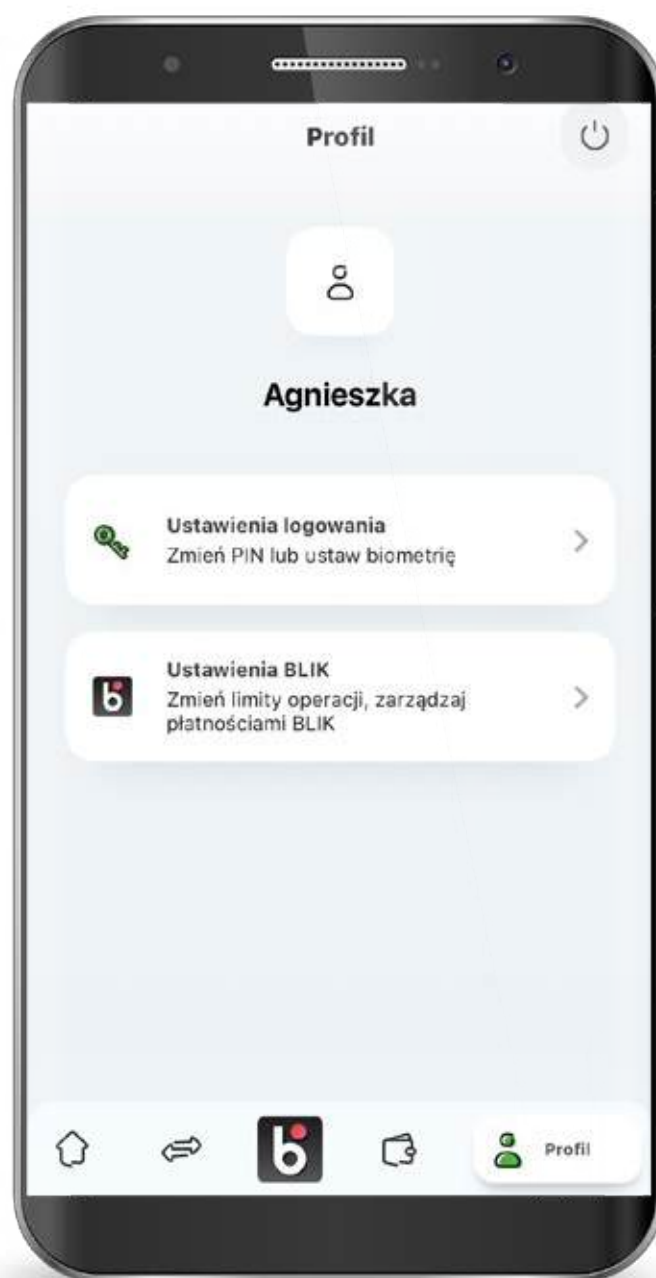 Profil
Agnieszka
Ustawienia logowania
Zmień PIN lub ustaw biometrię
Ustawienia BLIK
Zmień limity operacji, zarządzaj
płatnościami BLIK
Profil